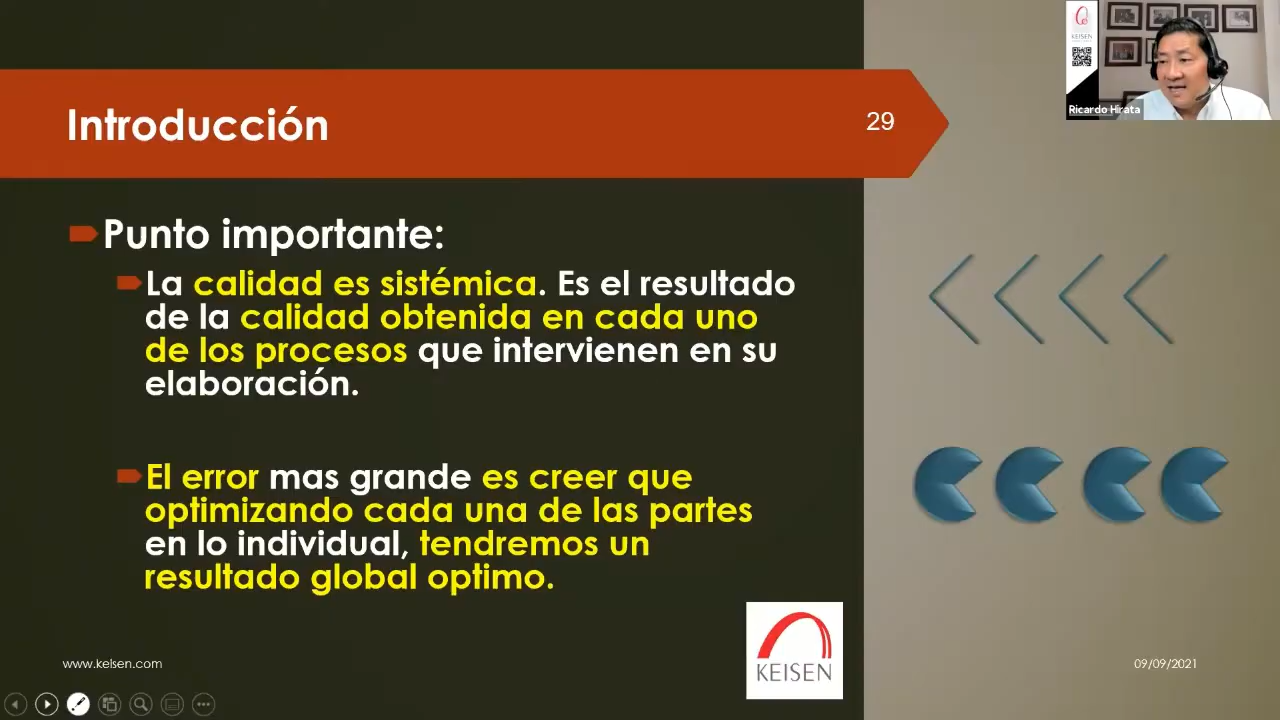 Introducción
29
KEISEN
Ricardo Hirata
Punto importante:
La calidad es sistémica. Es el resultado
de la calidad obtenida en cada uno
de los procesos que intervienen en su
elaboración.
El error mas grande es creer que
optimizando cada una de las partes
en lo individual, tendremos un
resultado global optimo.
KEISEN
www.keisen.com
09/09/2021